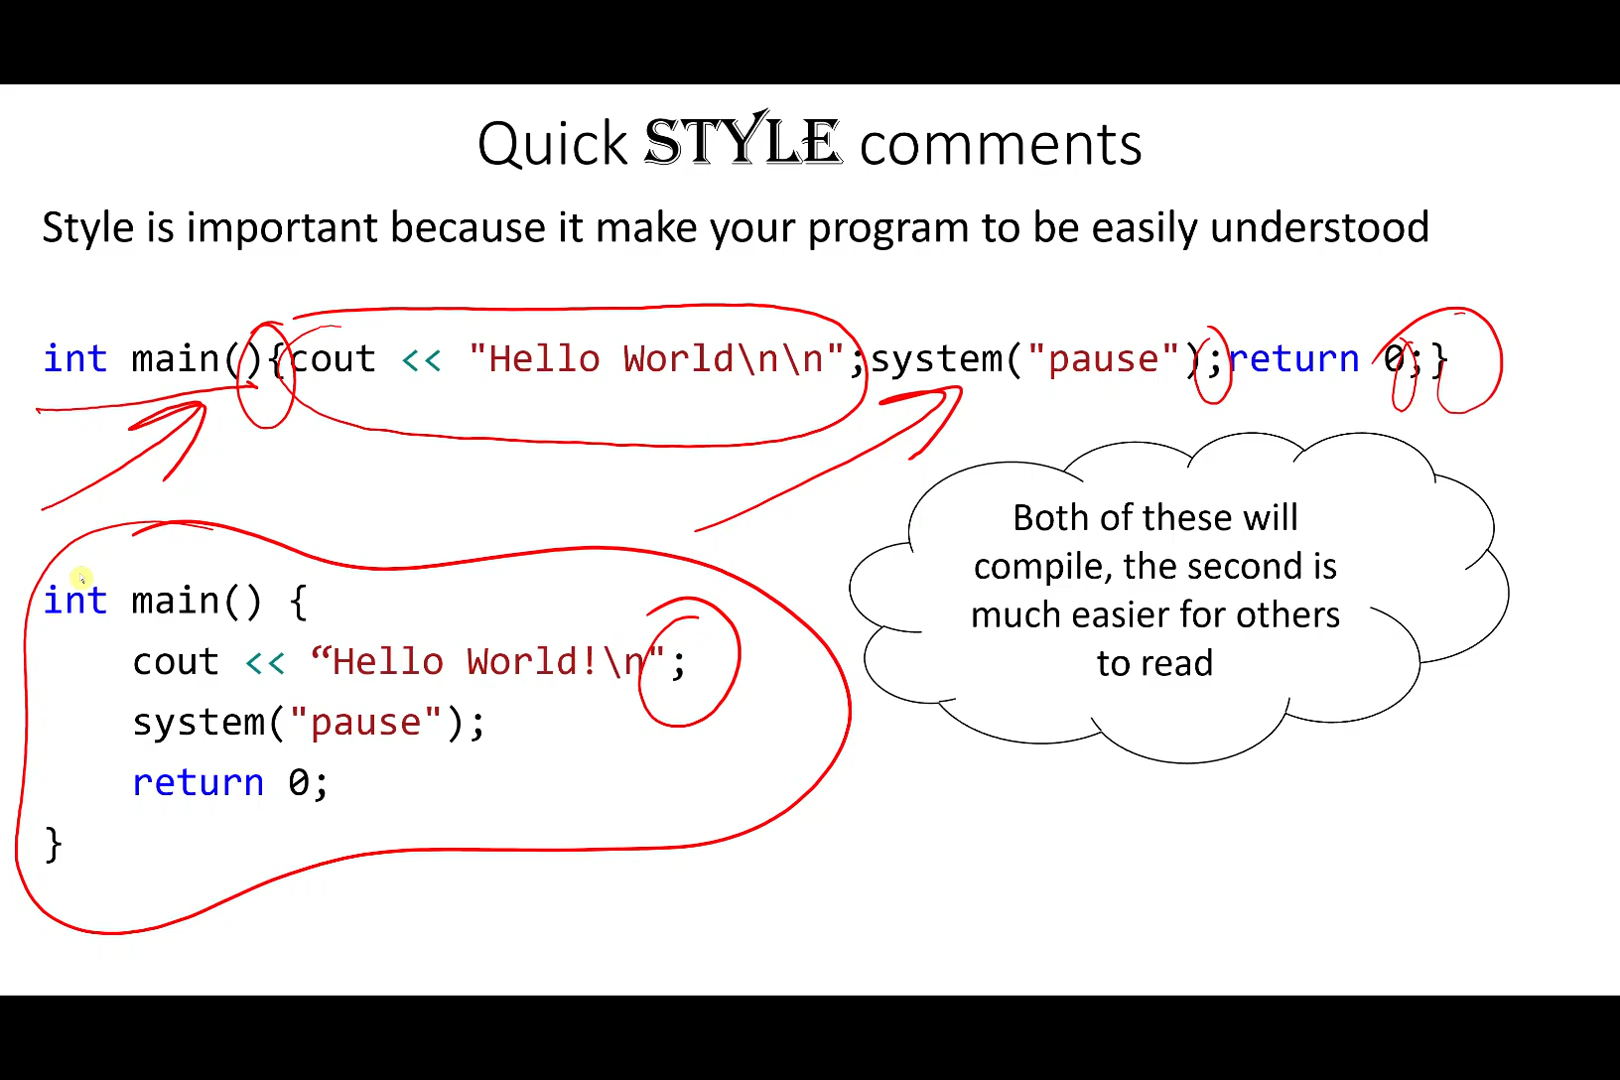 Quick STYLE comments
Style is important because it make your program to be easily understood
int main(){cout << "Hello World\n\n";system("pause");return 0;}
int main() {
cout << “Hello World!\n";
system("pause");
return 0;
}
Both of these will
compile, the second is
much easier for others
to read